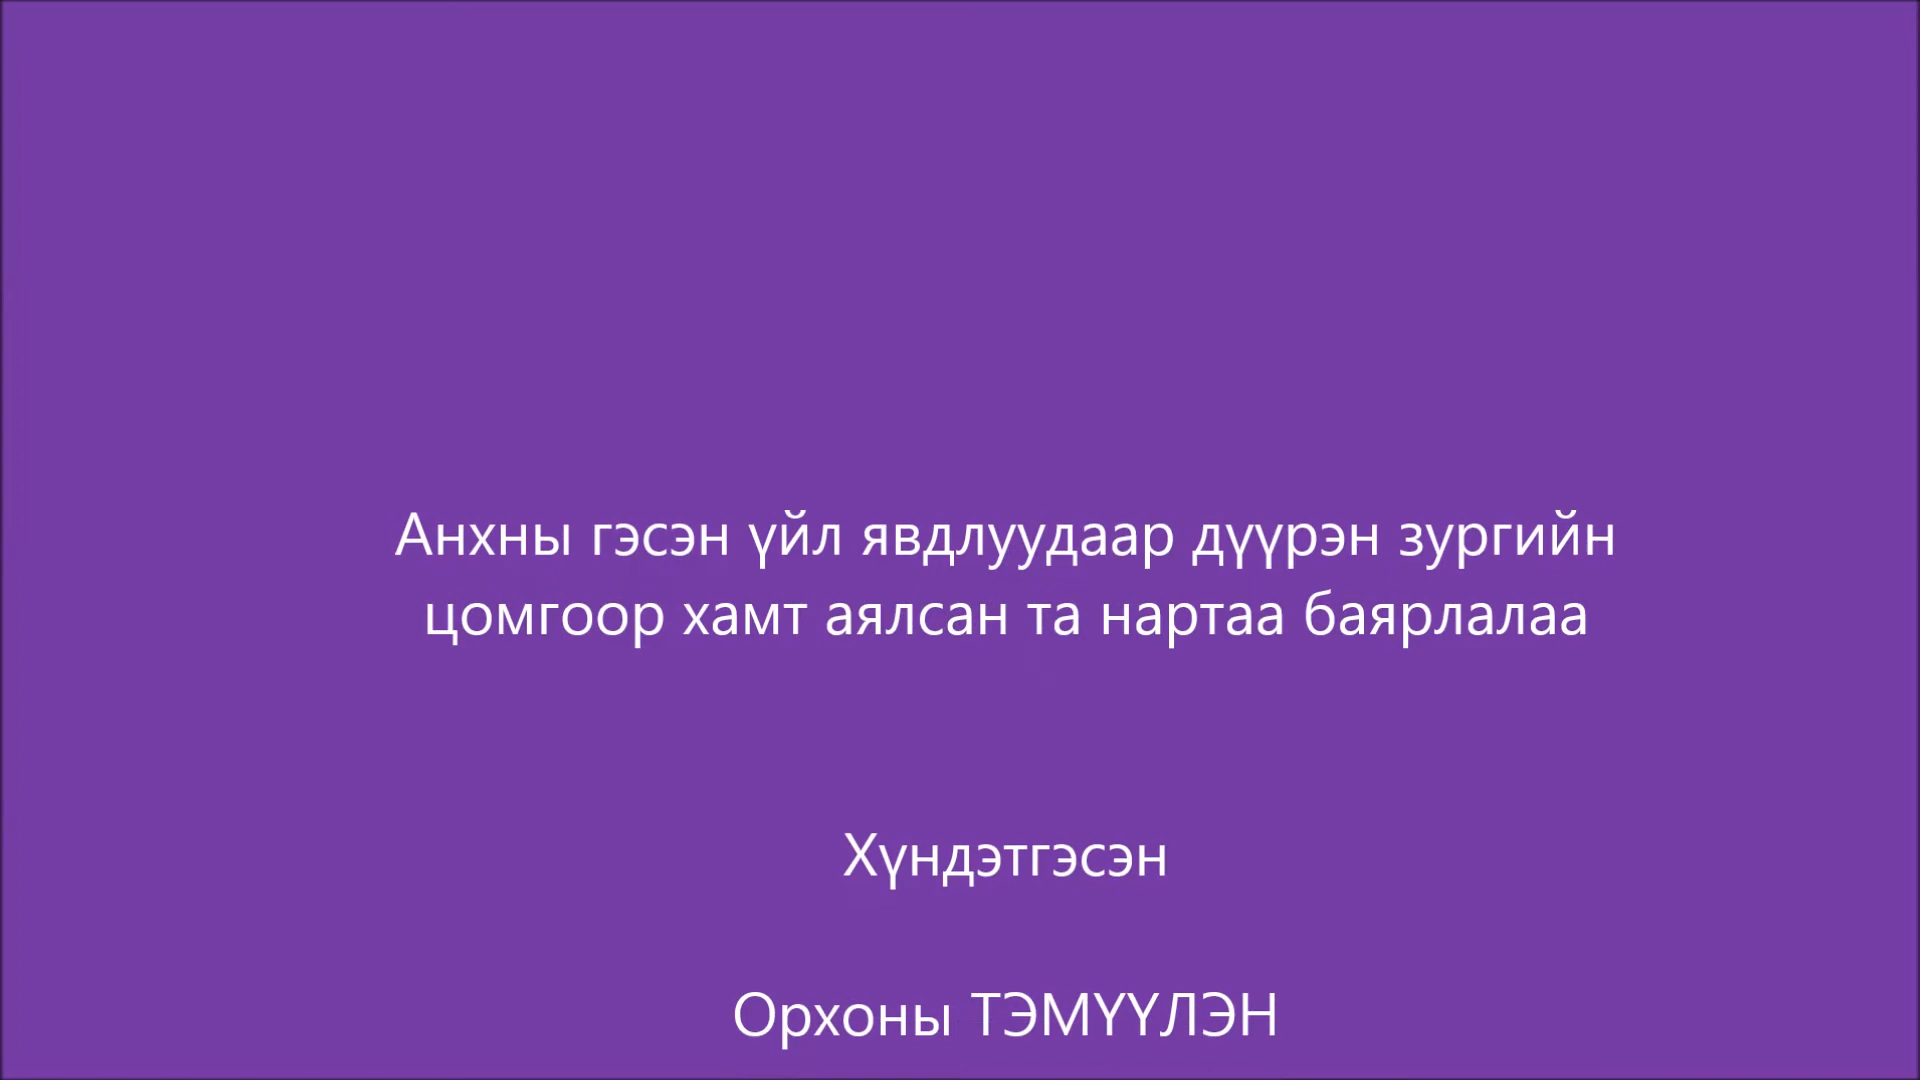 Анхны гэсэн үйл явдлуудаар дүүрэн зургийн
цомгоор хамт аялсан та нартаа баярлалаа
Хүндэтгэсэн
Орхоны ТЭМҮҮЛЭН